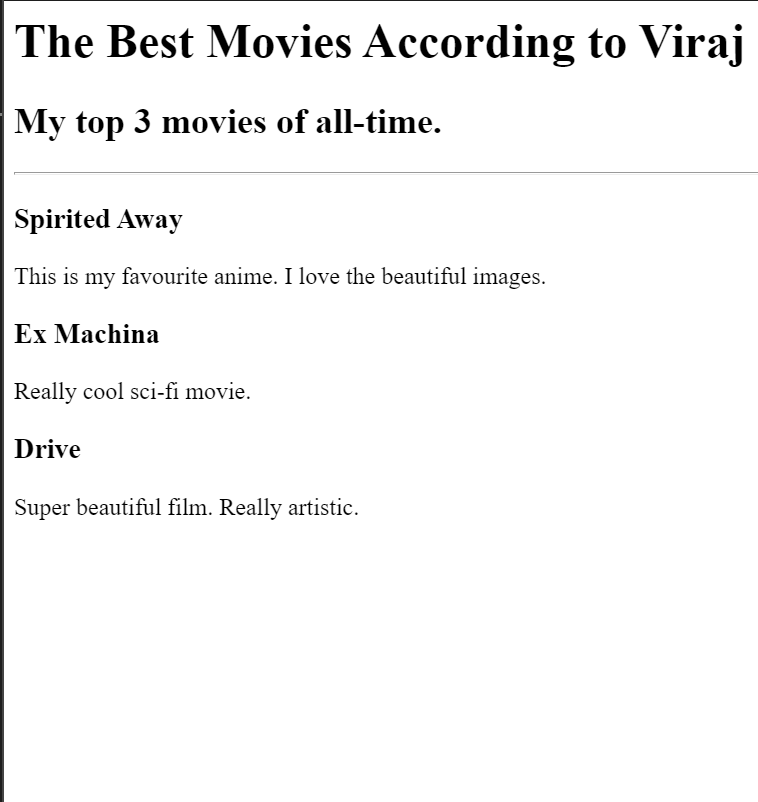 The Best Movies According to Viraj
My top 3 movies of all-time.
Spirited Away
This is my favourite anime. I love the beautiful images.
Ex Machina
Really cool sci-fi movie.
Drive
Super beautiful film. Really artistic.